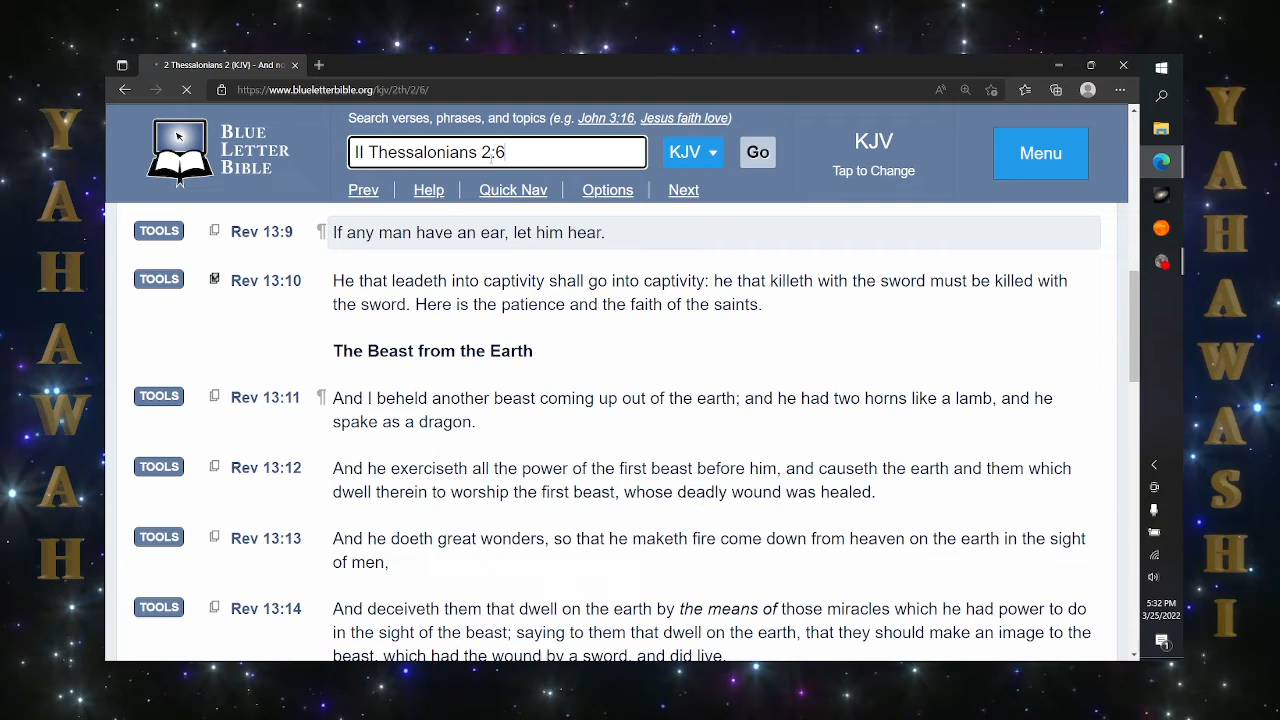 YAHAWAH
2 Thessalonians 2 (KJV) - And no
https://www.blueletterbible.org/kjv/2th/2/6/
BLUE
LETTER
BIBLE
Search verses, phrases, and topics (e.g. John 3:16, Jesus faith love)
II Thessalonians 2:6
KJV
Go
Prev
Help
Quick Nav
Options
Next
KJV
Tap to Change
Menu
TOOLS Rev 13:9 ¶ If any man have an ear, let him hear.
TOOLS Rev 13:10 He that leadeth into captivity shall go into captivity: he that killeth with the sword must be killed with
the sword. Here is the patience and the faith of the saints.
The Beast from the Earth
TOOLS Rev 13:11 ¶ And I beheld another beast coming up out of the earth; and he had two horns like a lamb, and he
spake as a dragon.
TOOLS Rev 13:12 And he exerciseth all the power of the first beast before him, and causeth the earth and them which
dwell therein to worship the first beast, whose deadly wound was healed.
TOOLS Rev 13:13 And he doeth great wonders, so that he maketh fire come down from heaven on the earth in the sight
of men,
TOOLS Rev 13:14 And deceiveth them that dwell on the earth by the means of those miracles which he had power to do
in the sight of the beast; saying to them that dwell on the earth, that they should make an image to the
beast, which had the wound by a sword, and did live.
5:32 PM
3/25/2022
1
YAHAWASHI